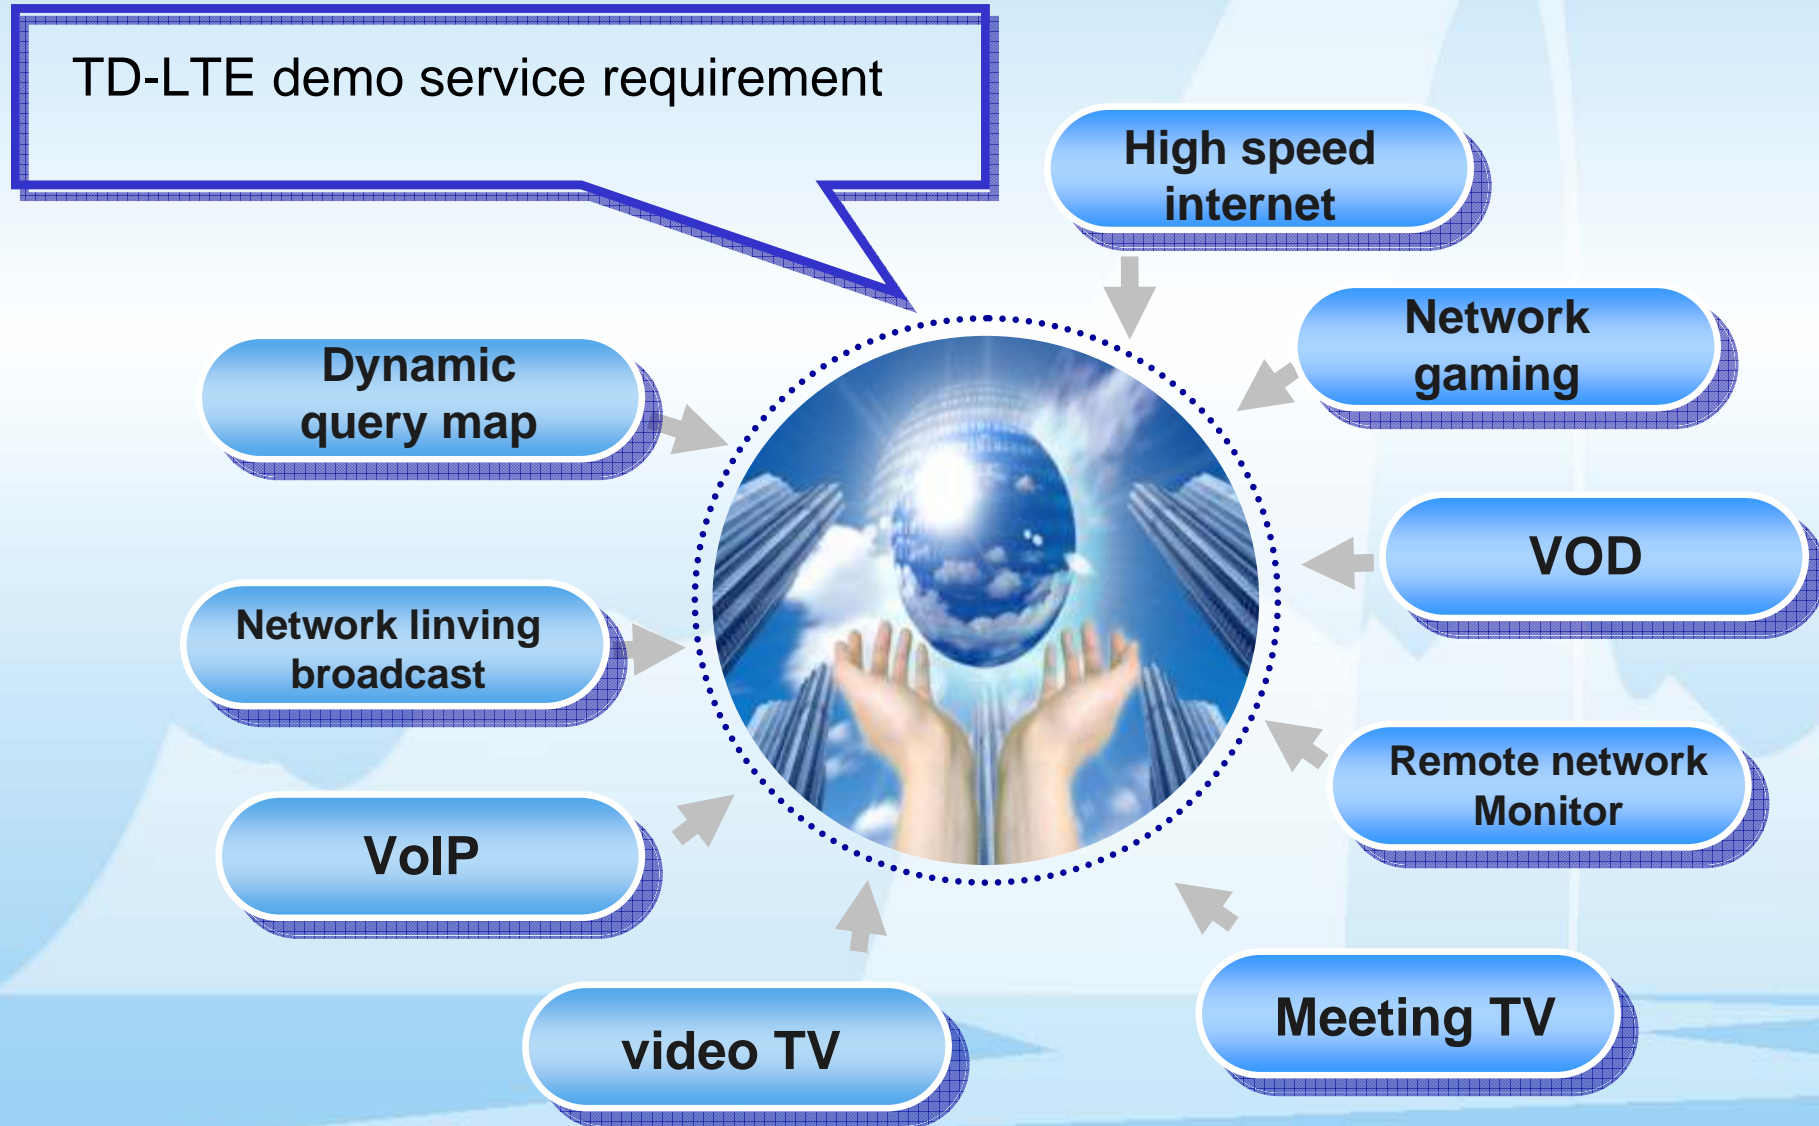 TD-LTE demo service requirement
High speed
internet
Network
gaming
Dynamic
query map
VOD
Network linving
broadcast
Remote network
Monitor
VoIP
Meeting TV
video TV